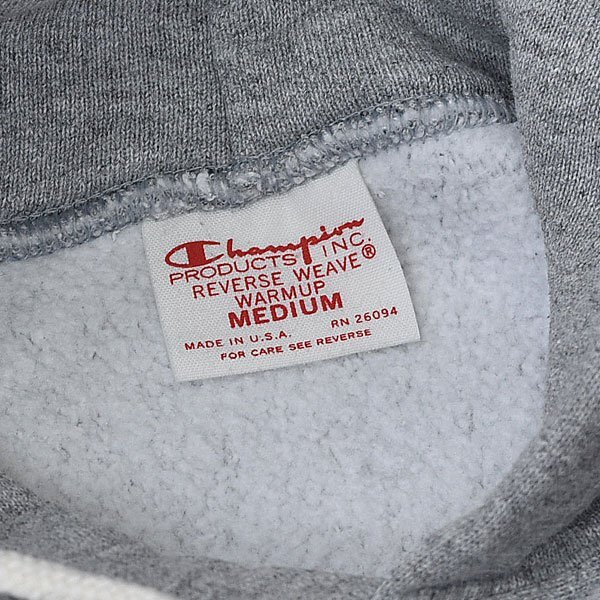 Champion
PRODUCTS INC.
REVERSE WEAVE®
WARMUP
MEDIUM
MADE IN U.S.A. RN 26094
FOR CARE SEE REVERSE